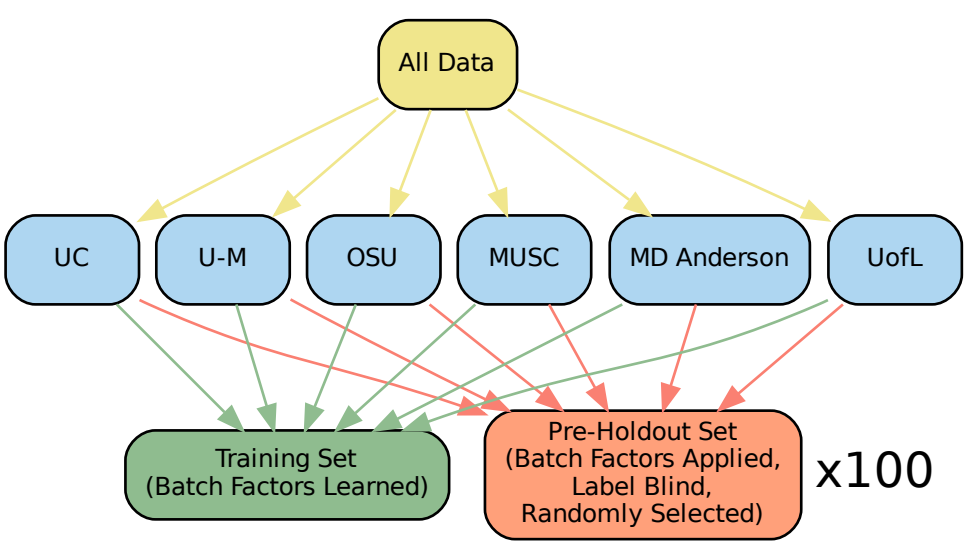 All Data
UC
U-M
OSU
MUSC
MD Anderson
UofL
Training Set
(Batch Factors Learned)
Pre-Holdout Set
(Batch Factors Applied,
Label Blind,
Randomly Selected)
x100